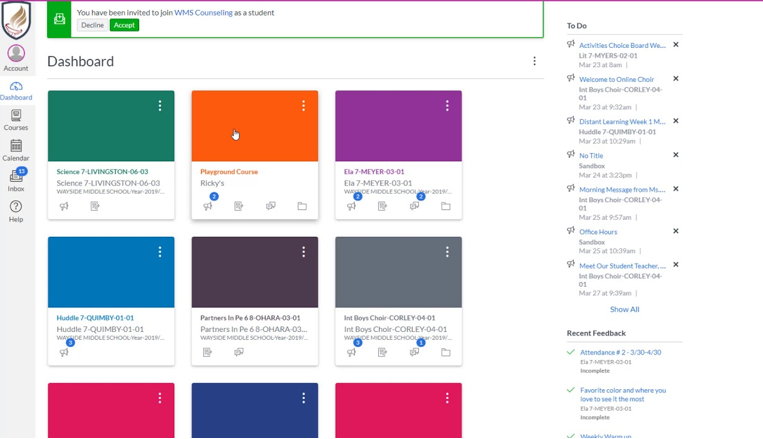 You have been invited to join WMS Counseling as a student
Decline Accept
Account
Dashboard
Courses
Calendar
15
Inbox
Help
Dashboard
Science 7-LIVINGSTON-06-03
Science 7-LIVINGSTON-06-03
WAYSIDE MIDDLE SCHOOL-Year-2019/...
Playground Course
Ricky's
2
Ela 7-MEYER-03-01
Ela 7-MEYER-03-01
WAYSIDE MIDDLE SCHOOL-Year-2019/...
2 2
Huddle 7-QUIMBY-01-01
Huddle 7-QUIMBY-01-01
WAYSIDE MIDDLE SCHOOL-Year-2019/...
3
Partners In Pe 6 8-OHARA-03-01
Partners In Pe 6 8-OHARA-03...
WAYSIDE MIDDLE SCHOOL-Year-2019/...
Int Boys Choir-CORLEY-04-01
Int Boys Choir-CORLEY-04-01
WAYSIDE MIDDLE SCHOOL-Year-2019/...
3 1
To Do
Activities Choice Board We...
Lit 7-MYERS-02-01
Mar 23 at 8am |
Welcome to Online Choir
Int Boys Choir-CORLEY-04-
01
Mar 23 at 9:32am |
Distant Learning Week 1 M...
Huddle 7-QUIMBY-01-01
Mar 23 at 10:29am |
No Title
Sandbox
Mar 24 at 3:23pm |
Morning Message from Ms....
Int Boys Choir-CORLEY-04-
01
Mar 25 at 9:57am |
Office Hours
Sandbox
Mar 25 at 10:39am |
Meet Our Student Teacher, ...
Int Boys Choir-CORLEY-04-
01
Mar 27 at 9:39am |
Show All
Recent Feedback
Attendance # 2 - 3/30-4/30
Ela 7-MEYER-03-01
Incomplete
Favorite color and where you
love to see it the most
Ela 7-MEYER-03-01
Incomplete
Weekly Warm up